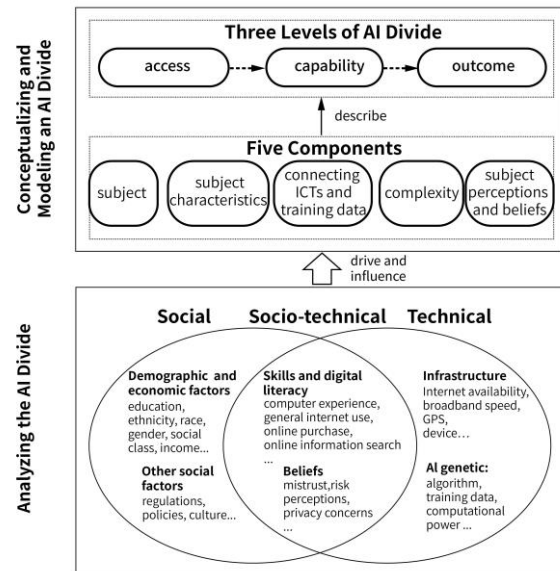 Conceptualizing and
Modeling an AI Divide
Three Levels of AI Divide
access
capability
outcome
describe
Five Components
subject
subject
characteristics
connecting
ICTs and
training data
complexity
subject
perceptions
and beliefs
drive and
influence
Analyzing the AI Divide
Social
Socio-technical
Technical
Demographic and
economic factors
education,
ethnicity, race,
gender, social
class, income...
Other social
factors
regulations,
policies, culture...
Skills and digital
literacy
computer experience,
general internet use,
online purchase,
online information search
...
Beliefs
mistrust,risk
perceptions,
privacy concerns
...
Infrastructure
Internet availability,
broadband speed,
GPS,
device...
AI genetic:
algorithm,
training data,
computational
power ...